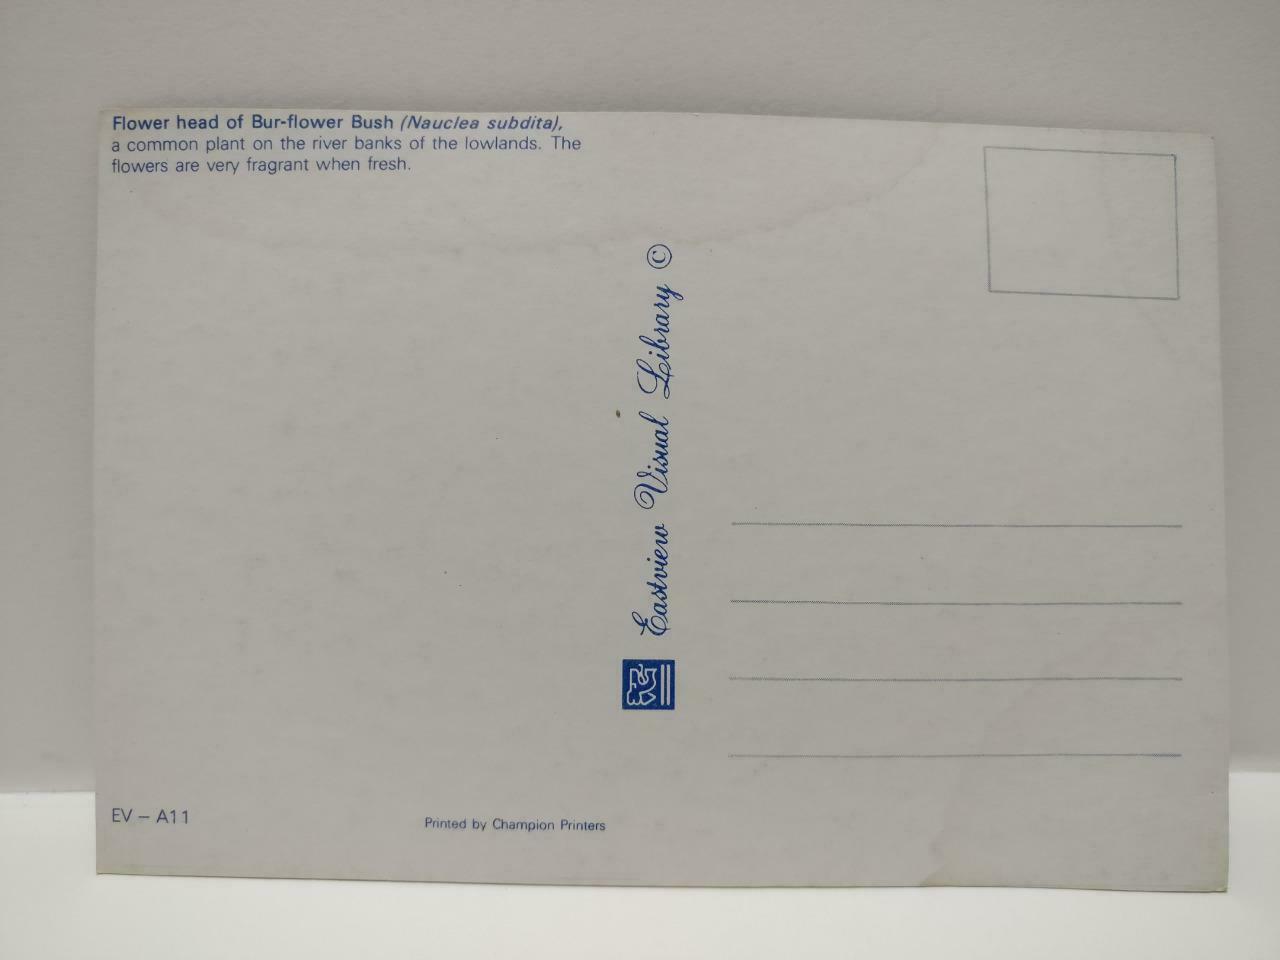 Flower head of Bur-flower Bush (Nauclea subdita),
a common plant on the river banks of the lowlands. The
flowers are very fragrant when fresh.
Eastview Visual Library ©
EV – A11
Printed by Champion Printers